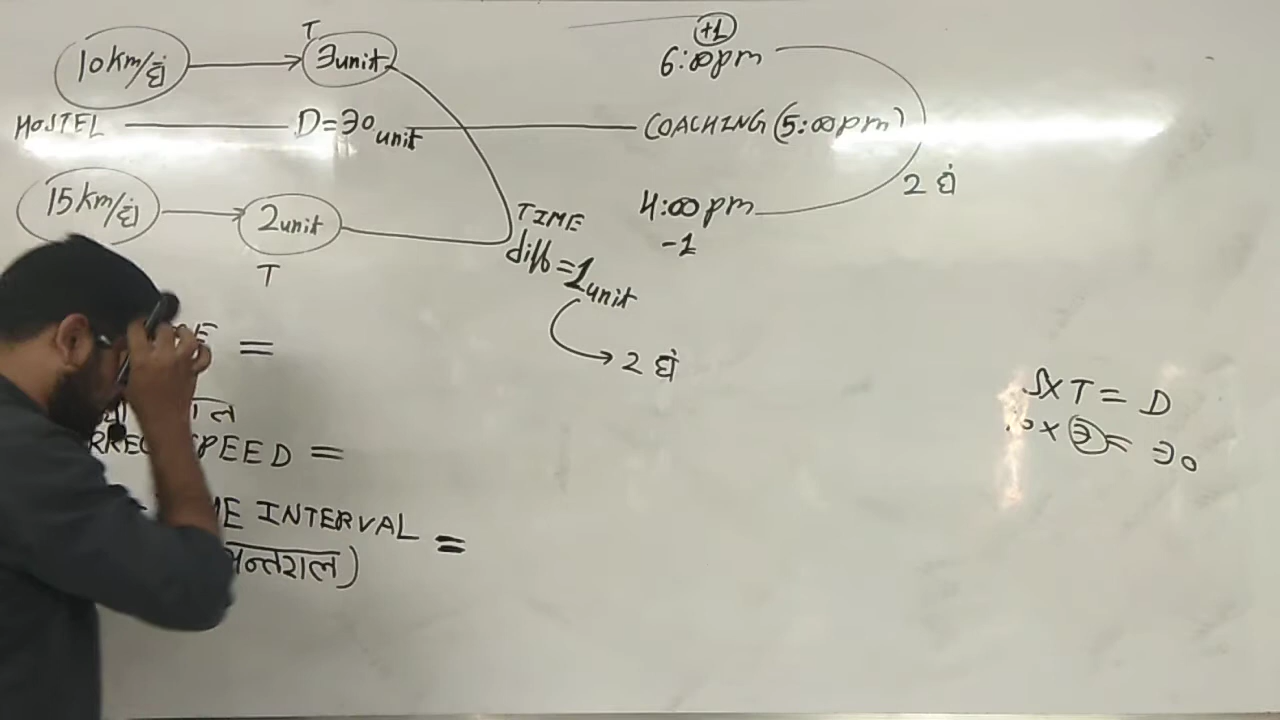 10km/घं → T 3unit
+1
6:00pm
HOSTEL D=30unit COACHING (5:00pm)
15km/घं → 2unit
T
4:00pm
-1
2 घं
TIME
diff=1unit
→ 2 घं
=
SPEED =
INTERVAL =
अन्तराल)
S×T = D
×3 = 30